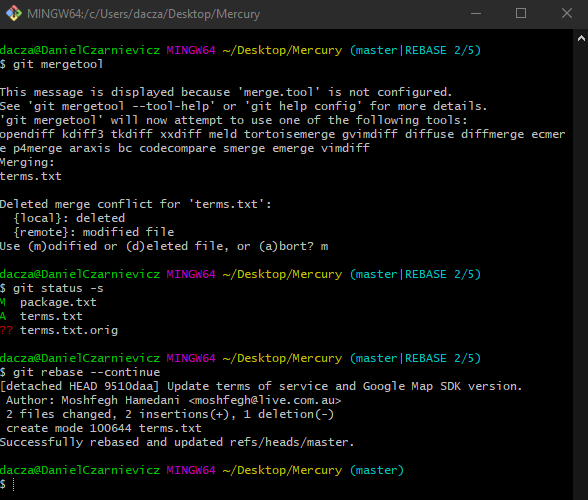 MINGW64:/c/Users/dacza/Desktop/Mercury
dacza@DanielCzarnievicz MINGW64 ~/Desktop/Mercury (master|REBASE 2/5)
$ git mergetool
This message is displayed because 'merge.tool' is not configured.
See 'git mergetool --tool-help' or 'git help config' for more details.
'git mergetool' will now attempt to use one of the following tools:
opendiff kdiff3 tkdiff xxdiff meld tortoisemerge gvimdiff diffuse diffmerge ecmer
e p4merge araxis bc codecompare smerge emerge vimdiff
Merging:
terms.txt
Deleted merge conflict for 'terms.txt':
  {local}: deleted
  {remote}: modified file
Use (m)odified or (d)eleted file, or (a)bort? m
dacza@DanielCzarnievicz MINGW64 ~/Desktop/Mercury (master|REBASE 2/5)
$ git status -s
M  package.txt
A  terms.txt
?? terms.txt.orig
dacza@DanielCzarnievicz MINGW64 ~/Desktop/Mercury (master|REBASE 2/5)
$ git rebase --continue
[detached HEAD 9510daa] Update terms of service and Google Map SDK version.
 Author: Moshfegh Hamedani <moshfegh@live.com.au>
 2 files changed, 2 insertions(+), 1 deletion(-)
 create mode 100644 terms.txt
Successfully rebased and updated refs/heads/master.
dacza@DanielCzarnievicz MINGW64 ~/Desktop/Mercury (master)
$